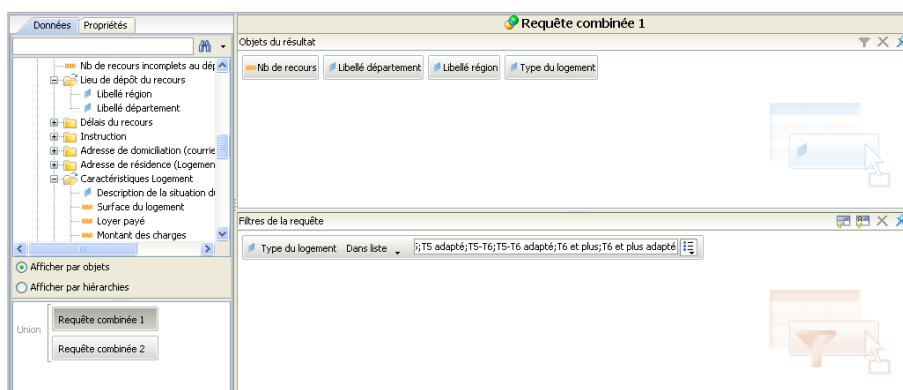 Données Propriétés
Requête combinée 1
Objets du résultat
Nb de recours Libellé département Libellé région Type du logement
Nb de recours incomplets au dép
Lieu de dépôt du recours
Libellé région
Libellé département
Délais du recours
Instruction
Adresse de domiciliation (courrie
Adresse de résidence (Logemen
Caractéristiques Logement
Description de la situation du
Surface du logement
Loyer payé
Montant des charges
Filtres de la requête
Type du logement Dans liste ;T5 adapté;T5-T6;T5-T6 adapté;T6 et plus;T6 et plus adapté
Afficher par objets
Afficher par hiérarchies
Union
Requête combinée 1
Requête combinée 2